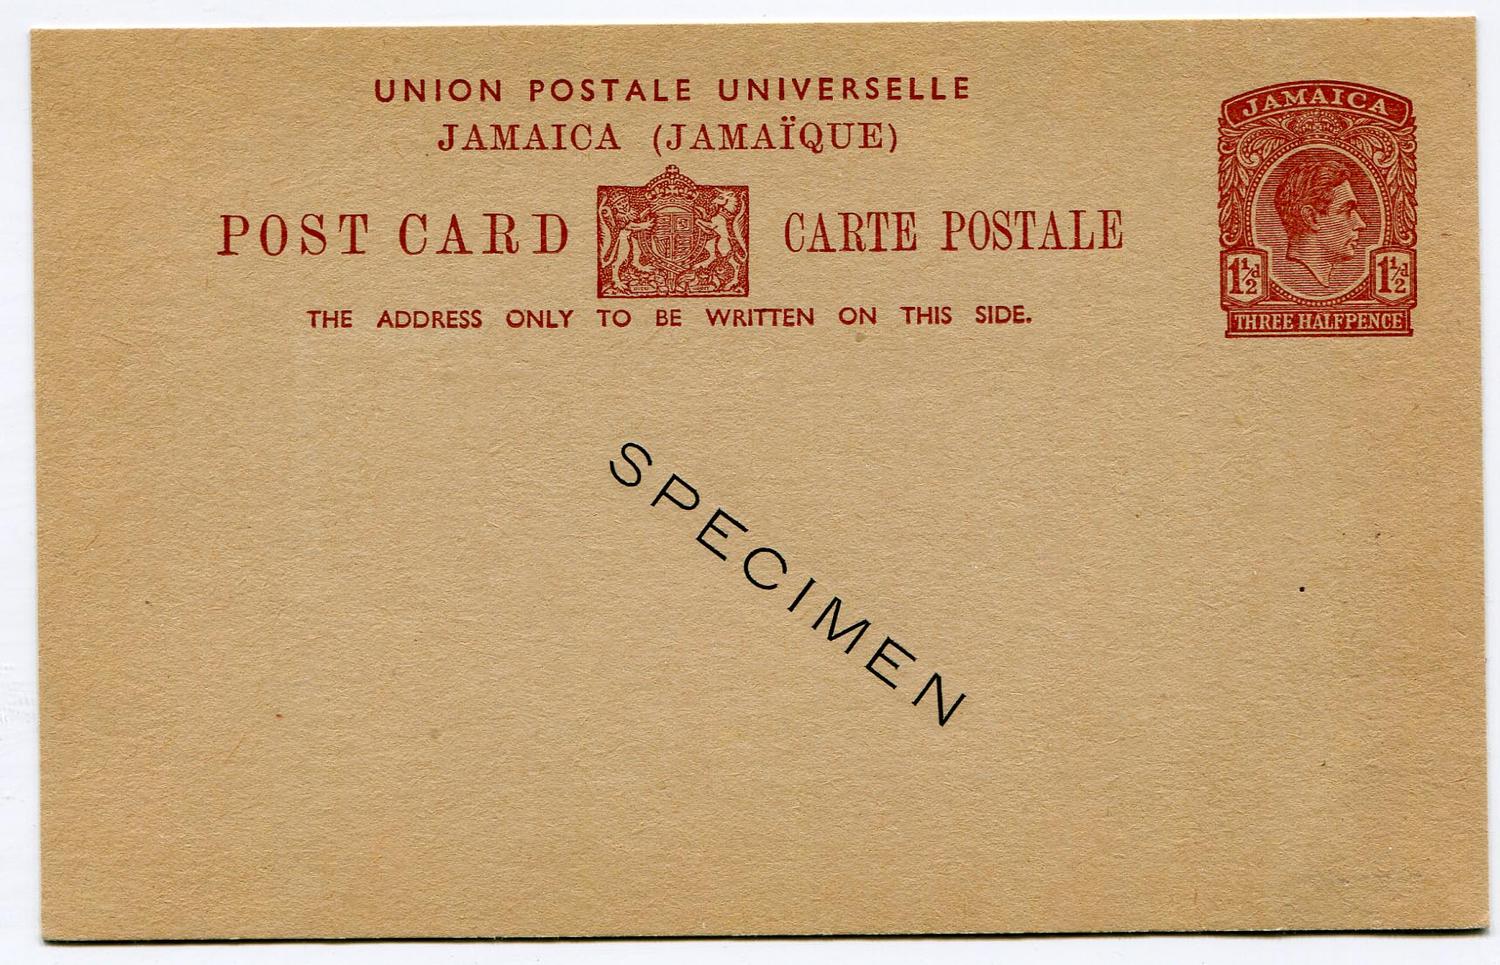 UNION POSTALE UNIVERSELLE
JAMAICA (JAMAÏQUE)
POST CARD CARTE POSTALE
THE ADDRESS ONLY TO BE WRITTEN ON THIS SIDE.
JAMAICA
1½d 1½d
THREE HALFPENCE
SPECIMEN